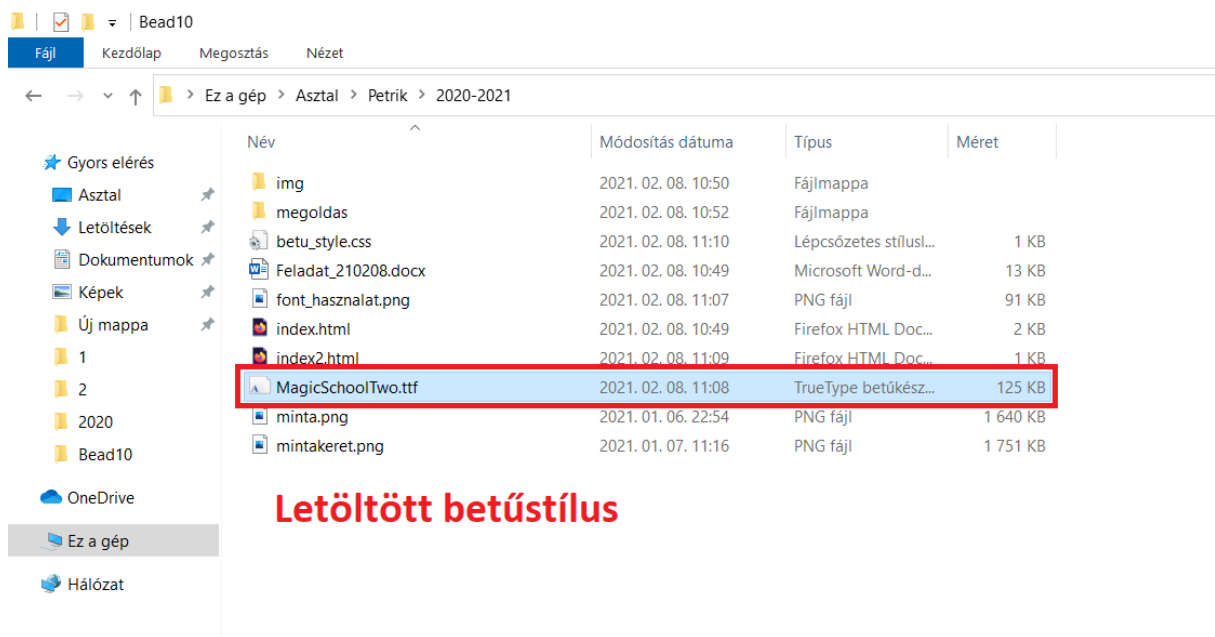 Bead10
Fájl Kezdőlap Megosztás Nézet
Ez a gép Asztal Petrik 2020-2021
Név Módosítás dátuma Típus Méret
Gyors elérés
Asztal
Letöltések
Dokumentumok
Képek
Új mappa
1
2
2020
Bead10
OneDrive
Ez a gép
Hálózat
img 2021. 02. 08. 10:50 Fájlmappa
megoldas 2021. 02. 08. 10:52 Fájlmappa
betu_style.css 2021. 02. 08. 11:10 Lépcsőzetes stílusl... 1 KB
Feladat_210208.docx 2021. 02. 08. 10:49 Microsoft Word-d... 13 KB
font_hasznalat.png 2021. 02. 08. 11:07 PNG fájl 91 KB
index.html 2021. 02. 08. 10:49 Firefox HTML Doc... 2 KB
index2.html 2021. 02. 08. 11:09 Firefox HTML Doc... 1 KB
MagicSchoolTwo.ttf 2021. 02. 08. 11:08 TrueType betűkész... 125 KB
minta.png 2021. 01. 06. 22:54 PNG fájl 1 640 KB
mintakeret.png 2021. 01. 07. 11:16 PNG fájl 1 751 KB
Letöltött betűstílus